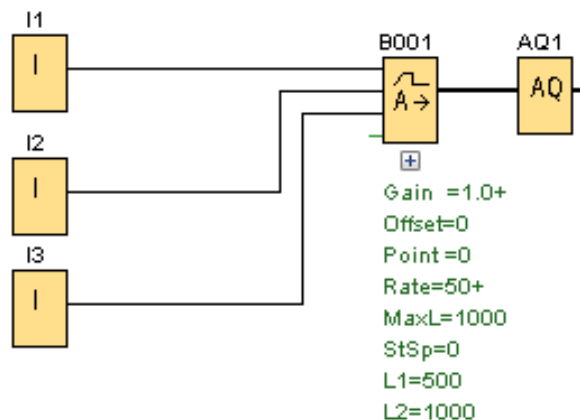 I1
I
B001
A→
AQ1
AQ
I2
I
I3
I
Gain =1.0+
Offset=0
Point =0
Rate=50+
MaxL=1000
StSp=0
L1=500
L2=1000